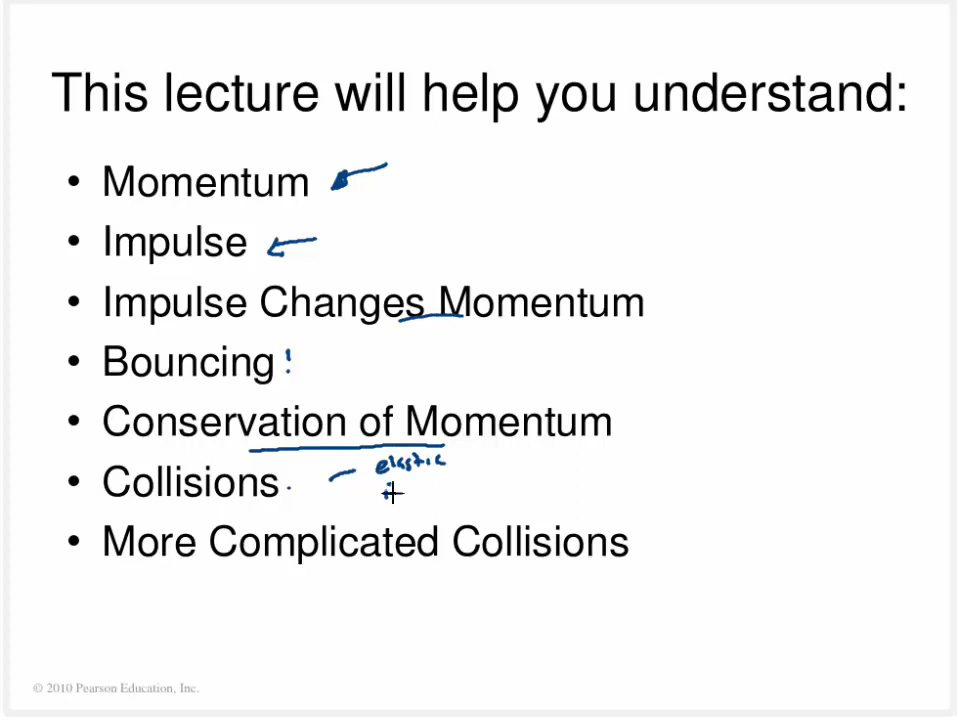 This lecture will help you understand:
• Momentum
• Impulse
• Impulse Changes Momentum
• Bouncing !
• Conservation of Momentum
• Collisions . – elastic
i
• More Complicated Collisions
© 2010 Pearson Education, Inc.